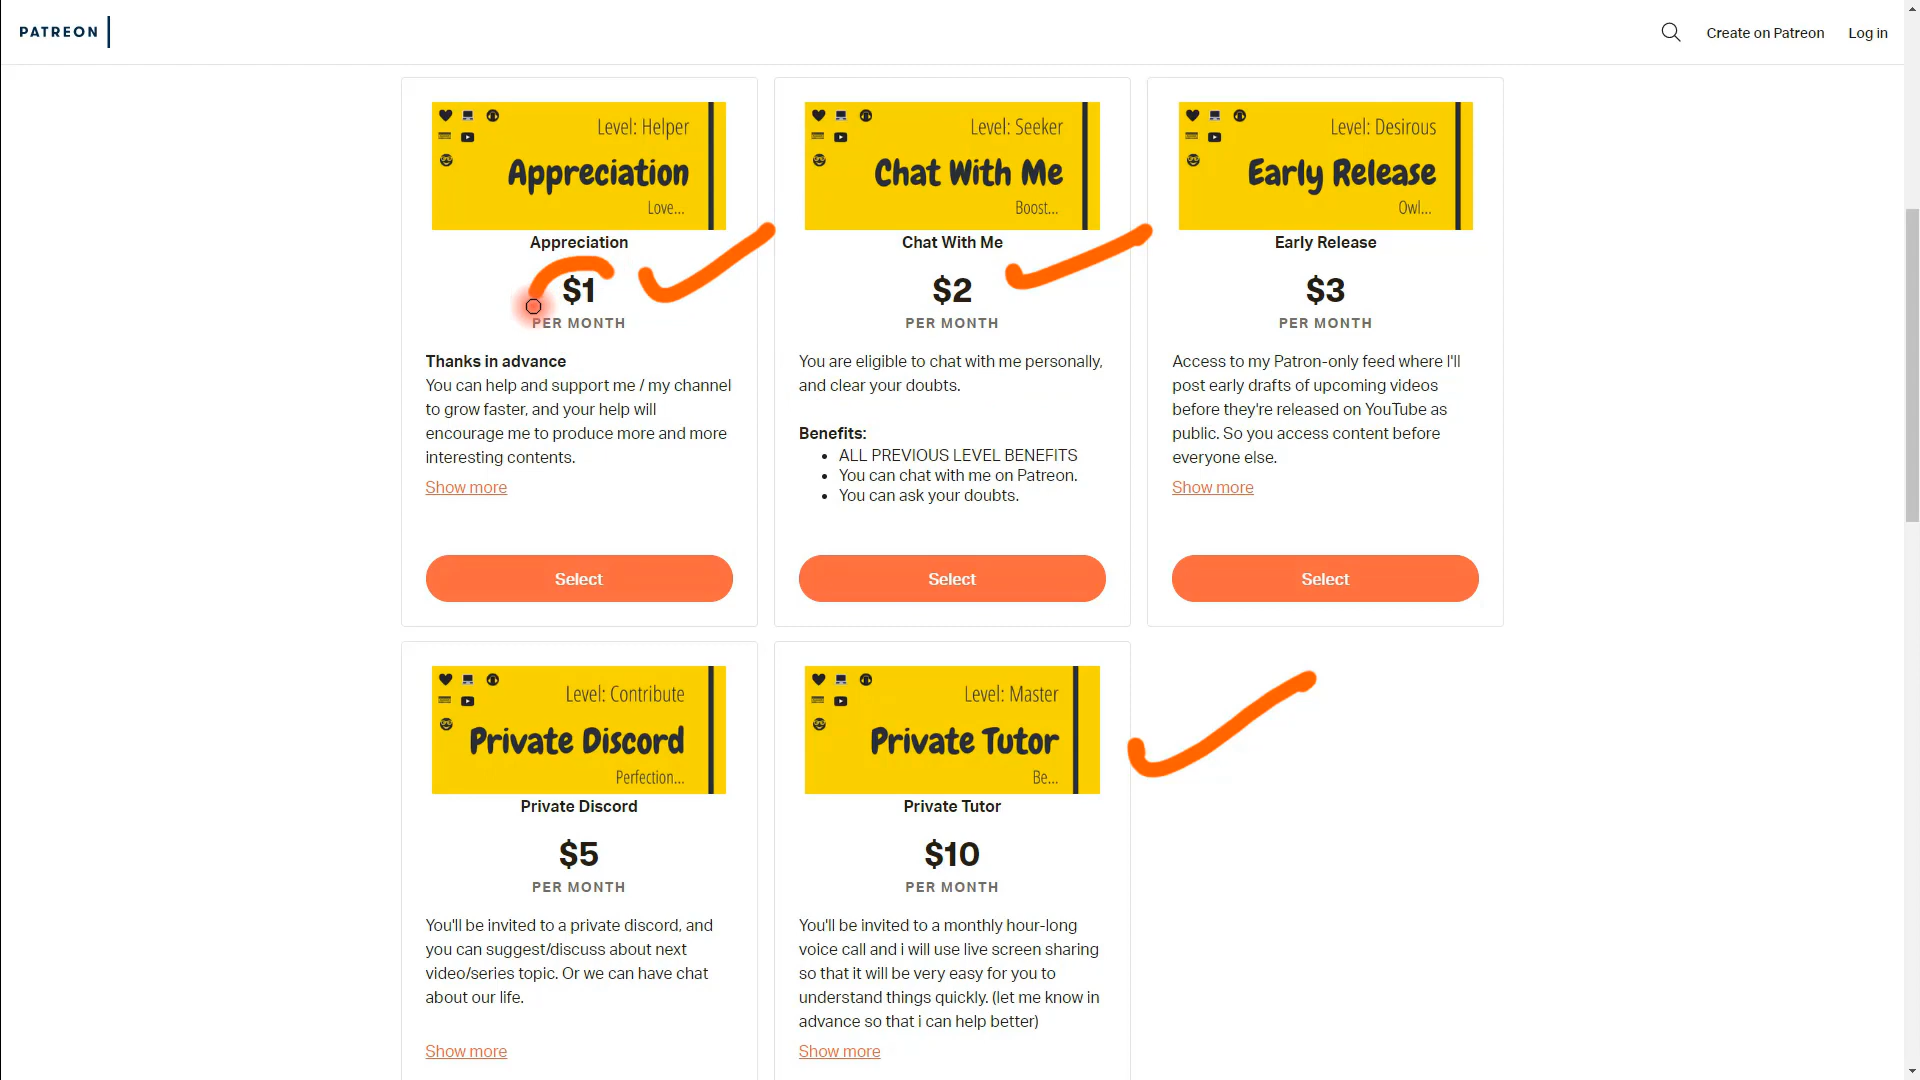 PATREON
Create on Patreon
Log in
Level: Helper
Appreciation
Love...
Appreciation
$1
PER MONTH
Thanks in advance
You can help and support me / my channel
to grow faster, and your help will
encourage me to produce more and more
interesting contents.
Show more
Select
Level: Seeker
Chat With Me
Boost...
Chat With Me
$2
PER MONTH
You are eligible to chat with me personally,
and clear your doubts.
Benefits:
ALL PREVIOUS LEVEL BENEFITS
You can chat with me on Patreon.
You can ask your doubts.
Select
Level: Desirous
Early Release
Owl...
Early Release
$3
PER MONTH
Access to my Patron-only feed where I'll
post early drafts of upcoming videos
before they're released on YouTube as
public. So you access content before
everyone else.
Show more
Select
Level: Contribute
Private Discord
Perfection...
Private Discord
$5
PER MONTH
You'll be invited to a private discord, and
you can suggest/discuss about next
video/series topic. Or we can have chat
about our life.
Show more
Level: Master
Private Tutor
Be...
Private Tutor
$10
PER MONTH
You'll be invited to a monthly hour-long
voice call and i will use live screen sharing
so that it will be very easy for you to
understand things quickly. (let me know in
advance so that i can help better)
Show more